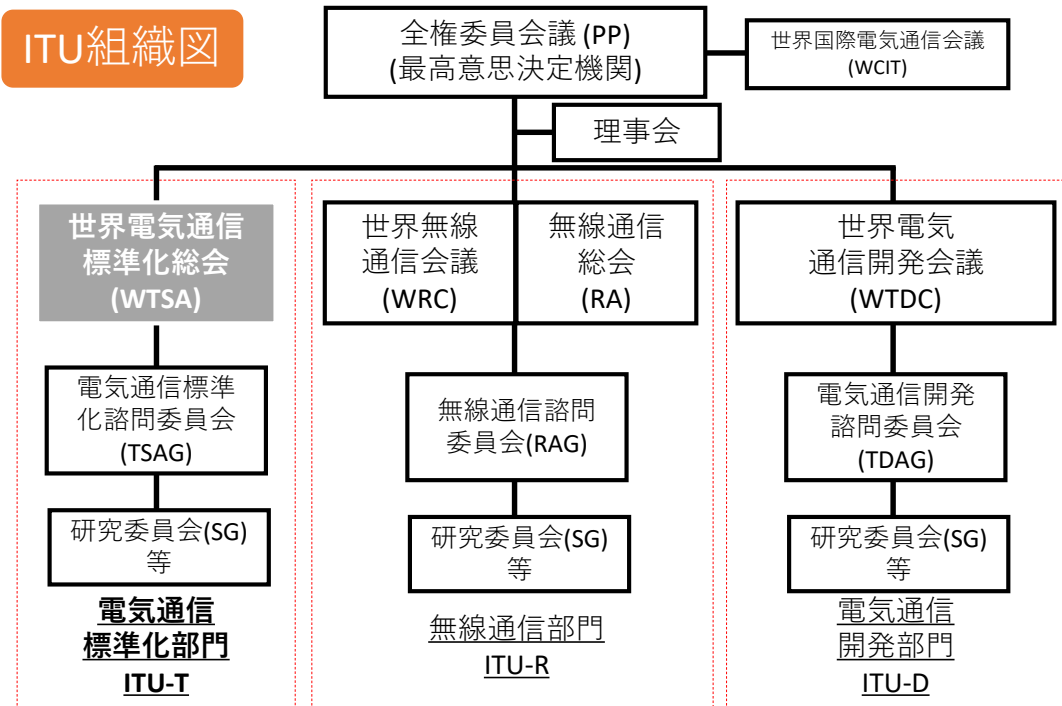 ITU組織図
全権委員会議 (PP)
(最高意思決定機関)
世界国際電気通信会議
(WCIT)
理事会
世界電気通信
標準化総会
(WTSA)
世界無線
通信会議
(WRC)
無線通信
総会
(RA)
世界電気
通信開発会議
(WTDC)
電気通信標準
化諮問委員会
(TSAG)
無線通信諮問
委員会(RAG)
電気通信開発
諮問委員会
(TDAG)
研究委員会(SG)
等
研究委員会(SG)
等
研究委員会(SG)
等
電気通信
標準化部門
ITU-T
無線通信部門
ITU-R
電気通信
開発部門
ITU-D